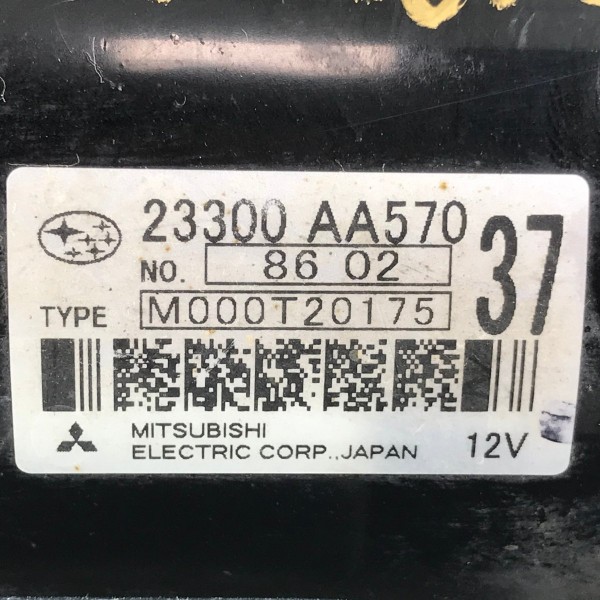 23300 AA570
37
NO. 86 02
TYPE M000T20175
MITSUBISHI
ELECTRIC CORP.,JAPAN
12V